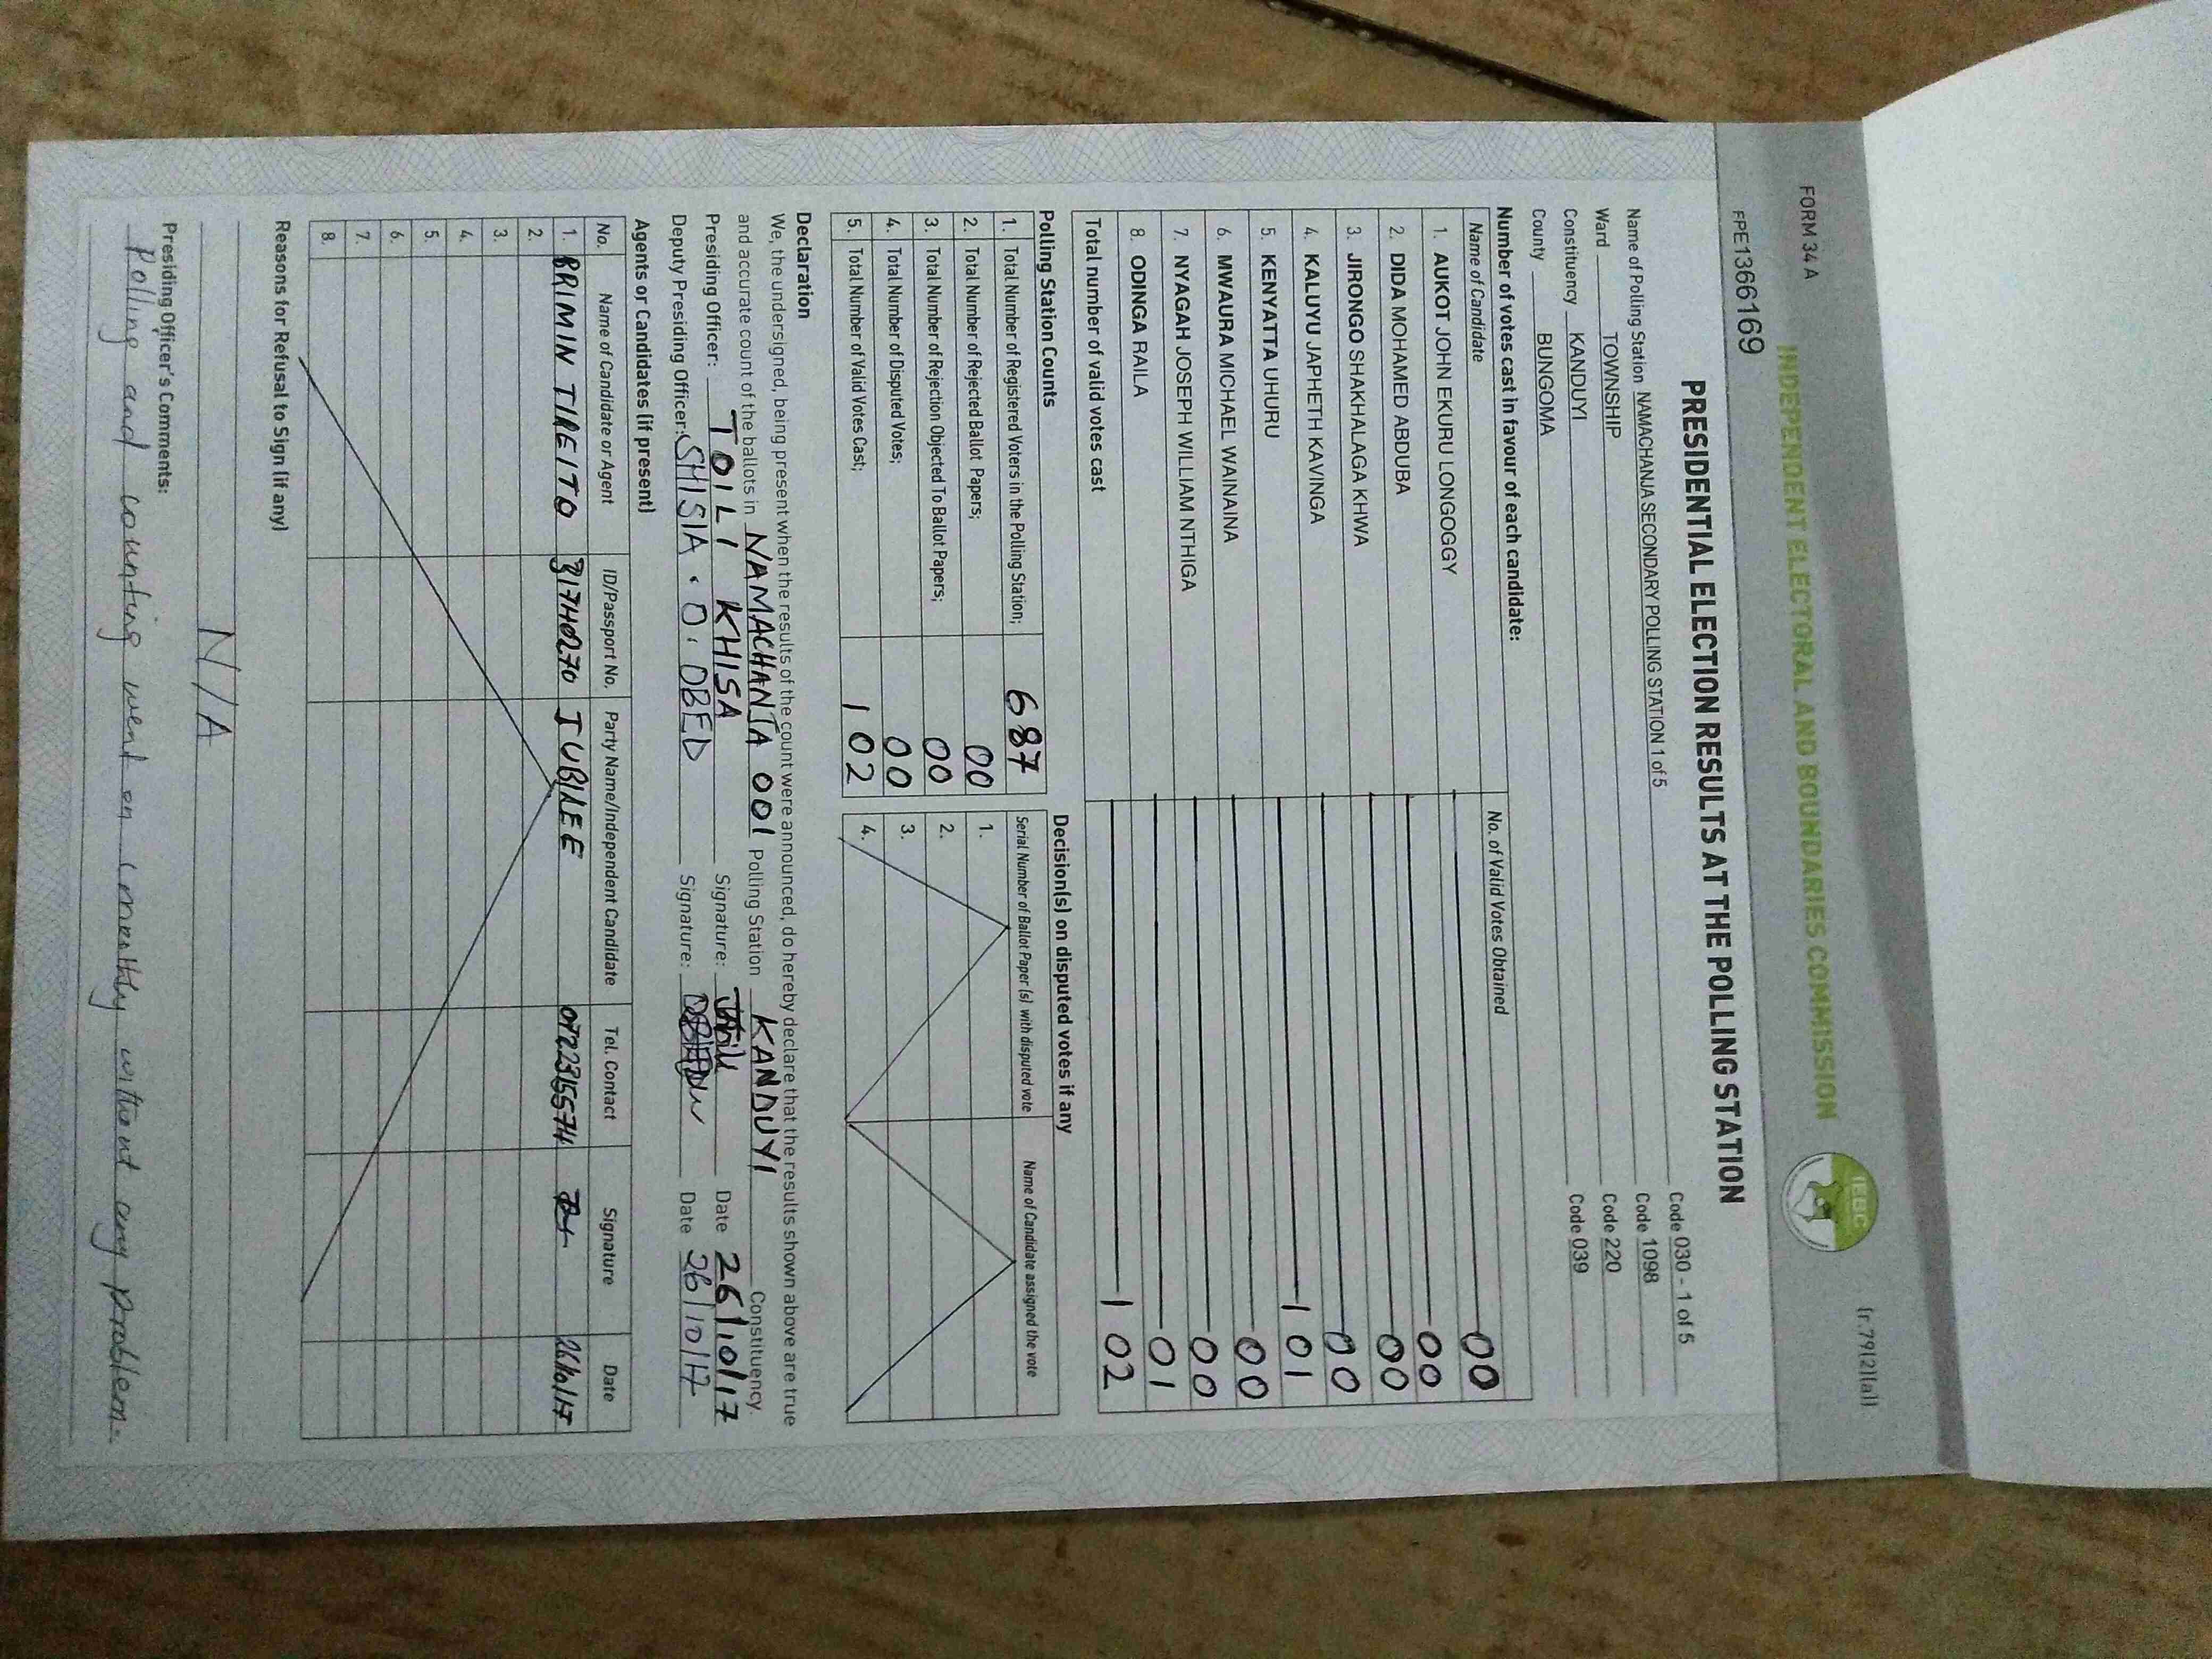 FORM 34 A
(r.79(2)(a))
INDEPENDENT ELECTORAL AND BOUNDARIES COMMISSION
IEBC
FPE1366169
PRESIDENTIAL ELECTION RESULTS AT THE POLLING STATION
Name of Polling Station NAMACHANJA SECONDARY POLLING STATION 1 of 5 Code 030 - 1 of 5
Ward TOWNSHIP Code 1098
Constituency KANDUYI Code 220
County BUNGOMA Code 039
Number of votes cast in favour of each candidate:
Name of Candidate No. of Valid Votes Obtained
1. AUKOT JOHN EKURU LONGOGGY 00
2. DIDA MOHAMED ABDUBA 00
3. JIRONGO SHAKHALAGA KHWA 00
4. KALUYU JAPHETH KAVINGA 00
5. KENYATTA UHURU 101
6. MWAURA MICHAEL WAINAINA 00
7. NYAGAH JOSEPH WILLIAM NTHIGA 00
8. ODINGA RAILA 01
Total number of valid votes cast 102
Polling Station Counts
1. Total Number of Registered Voters in the Polling Station; 687
2. Total Number of Rejected Ballot Papers; 00
3. Total Number of Rejection Objected To Ballot Papers; 00
4. Total Number of Disputed Votes; 00
5. Total Number of Valid Votes Cast; 102
Decision(s) on disputed votes if any
Serial Number of Ballot Paper (s) with disputed vote Name of Candidate assigned the vote
1.
2.
3.
4.
Declaration
We, the undersigned, being present when the results of the count were announced, do hereby declare that the results shown above are true
and accurate count of the ballots in NAMACHANJA 001 Polling Station KANDUYI Constituency.
Presiding Officer: TOILI KHISA Signature: Date 26/10/17
Deputy Presiding Officer: SHISIA . O. OBED Signature: Date 26/10/17
Agents or Candidates (if present)
No. Name of Candidate or Agent ID/Passport No. Party Name/Independent Candidate Tel. Contact Signature Date
1. BRIMIN TIREITO JUBILEE 0722315574 26/10/17
2.
3.
4.
5.
6.
7.
8.
Reasons for Refusal to Sign (if any)
N/A
Presiding Officer's Comments:
Polling and counting went on smoothly without any problem.